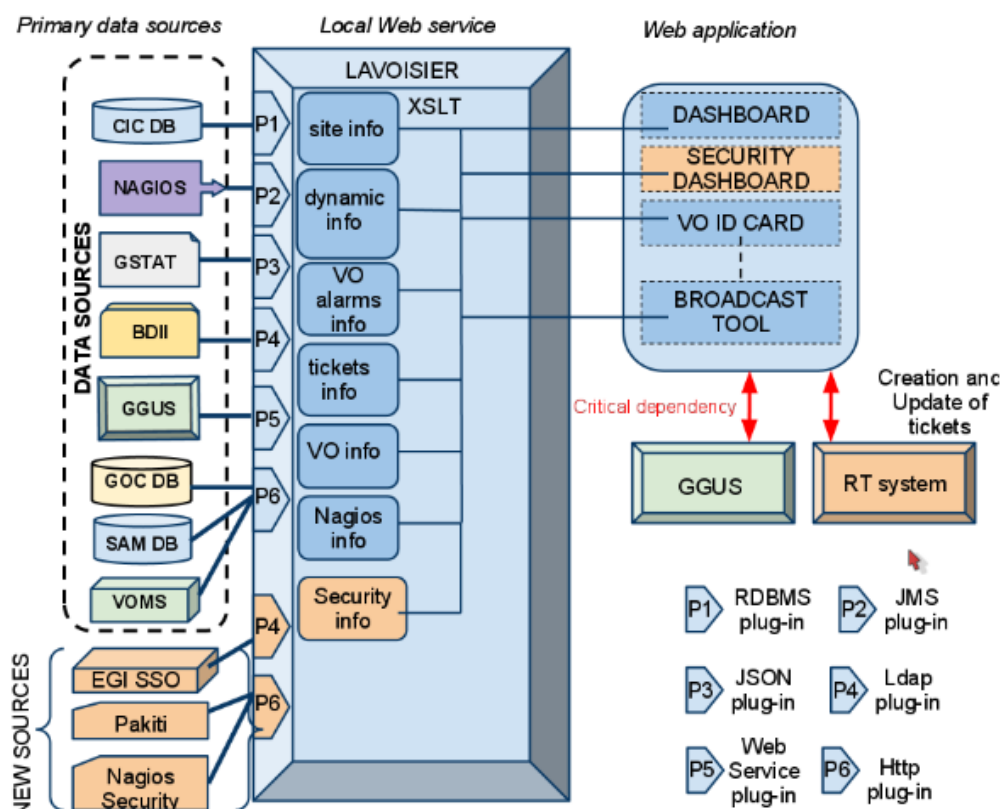 Primary data sources
Local Web service
Web application
DATA SOURCES
CIC DB
NAGIOS
GSTAT
BDII
GGUS
GOC DB
SAM DB
VOMS
NEW SOURCES
EGI SSO
Pakiti
Nagios
Security
P1
P2
P3
P4
P5
P6
P4
P6
LAVOISIER
XSLT
site info
dynamic
info
VO
alarms
info
tickets
info
VO info
Nagios
info
Security
info
DASHBOARD
SECURITY
DASHBOARD
VO ID CARD
BROADCAST
TOOL
Critical dependency
Creation and
Update of
tickets
GGUS
RT system
P1
RDBMS
plug-in
P2
JMS
plug-in
P3
JSON
plug-in
P4
Ldap
plug-in
P5
Web
Service
plug-in
P6
Http
plug-in